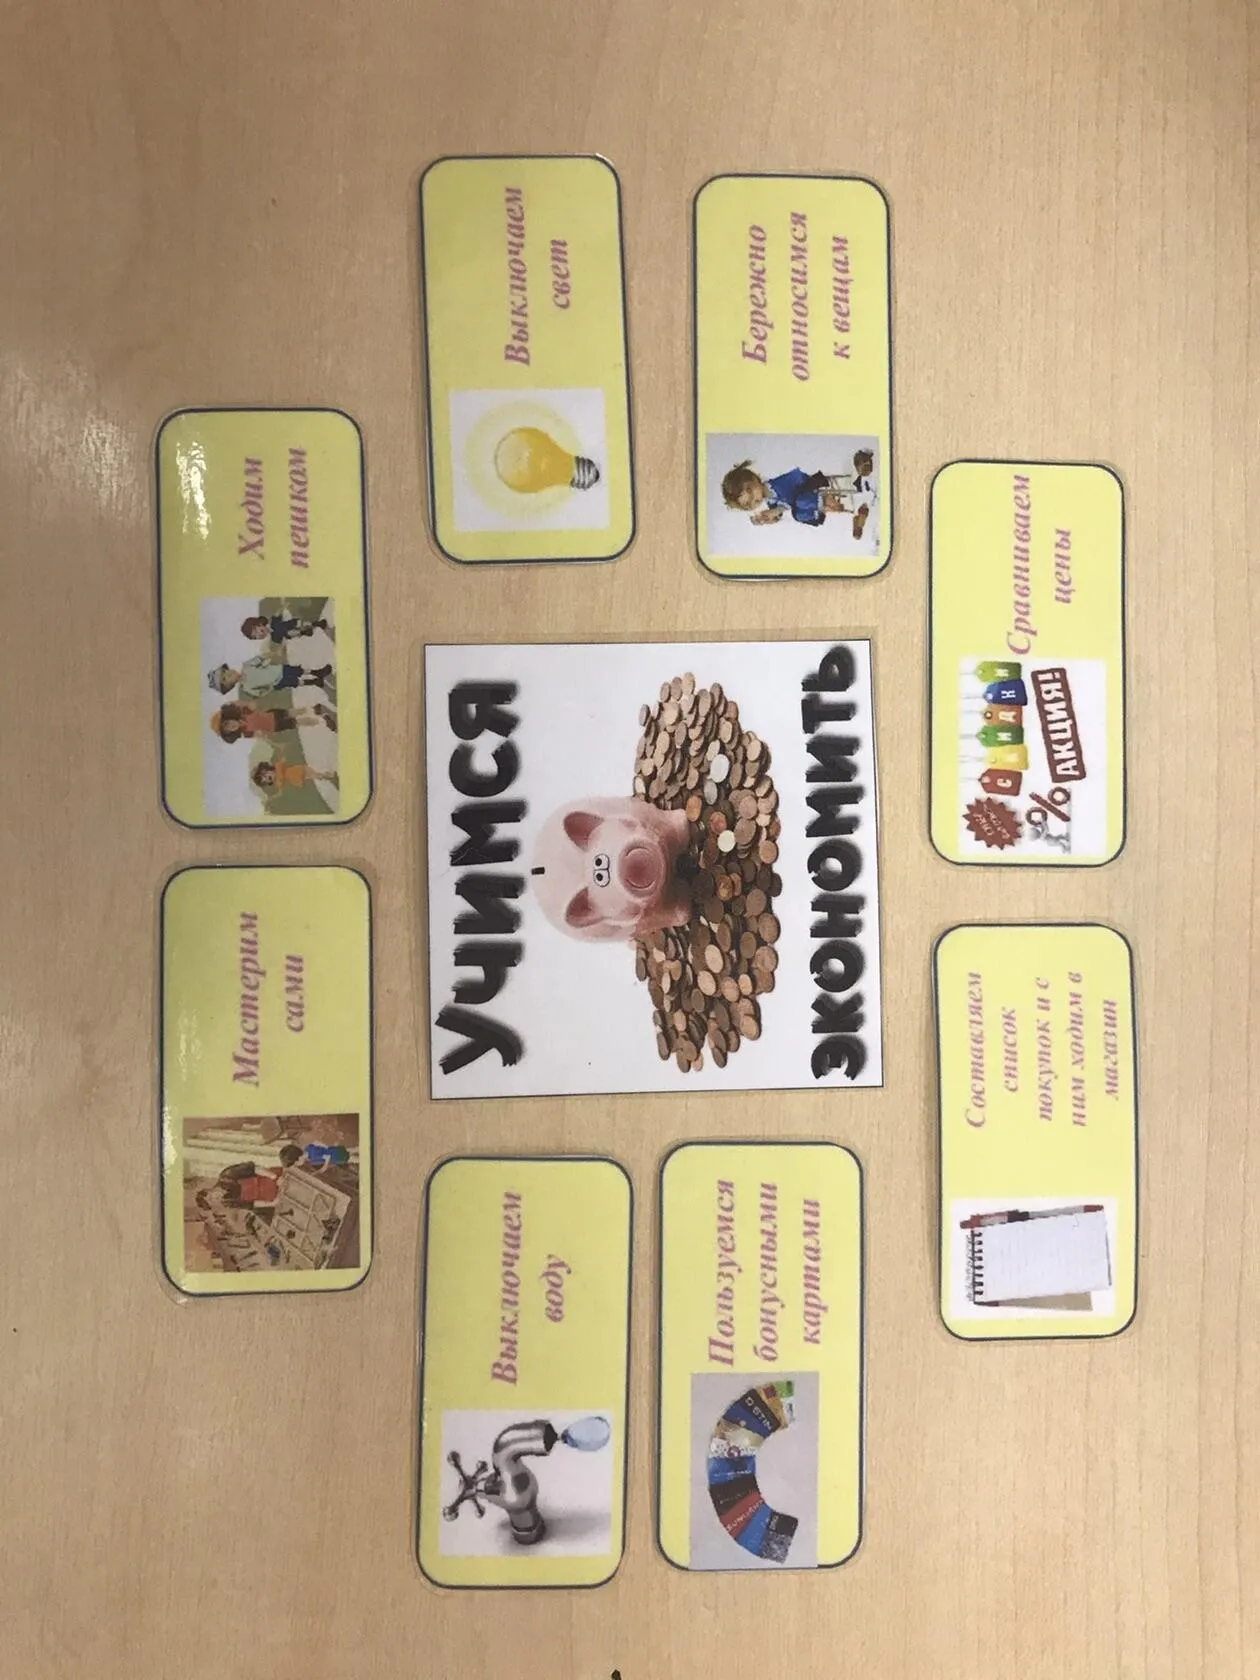 Мастерим
сами
Ходим
пешком
Выключаем
воду
Выключаем
свет
УЧИМСЯ
ЭКОНОМИТЬ
Пользуемся
бонусными
картами
Бережно
относимся
к вещам
Составляем
список
покупок и с
ним ходим в
магазин
Сравниваем
цены
СКИДКИ
%
АКЦИЯ!